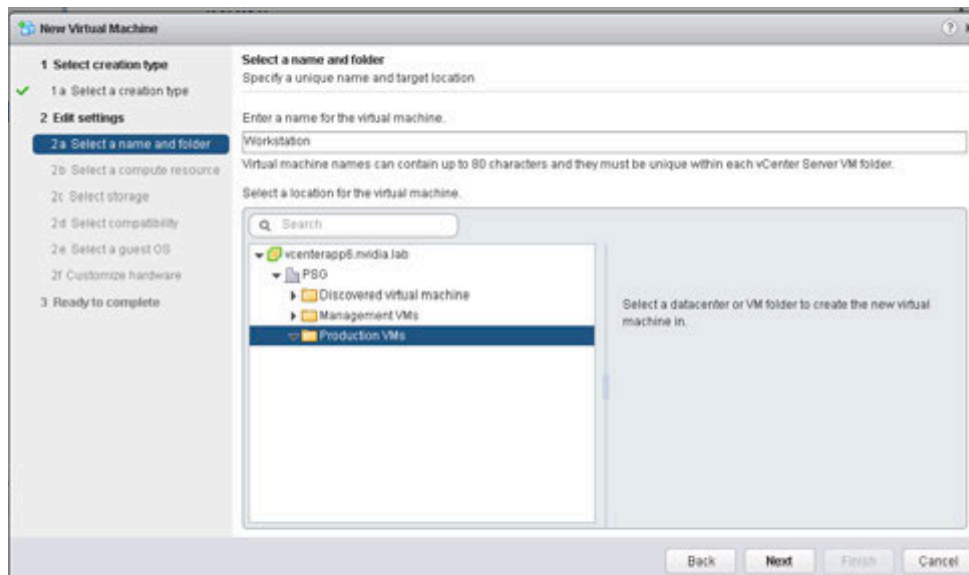 New Virtual Machine
1 Select creation type
1a Select a creation type
2 Edit settings
2a Select a name and folder
2b Select a compute resource
2c Select storage
2d Select compatibility
2e Select a guest OS
2f Customize hardware
3 Ready to complete
Select a name and folder
Specify a unique name and target location
Enter a name for the virtual machine.
Workstation
Virtual machine names can contain up to 80 characters and they must be unique within each vCenter Server VM folder.
Select a location for the virtual machine.
Search
vcenterapp6.nvidia.lab
PSG
Discovered virtual machine
Management VMs
Production VMs
Select a datacenter or VM folder to create the new virtual
machine in.
Back
Next
Finish
Cancel